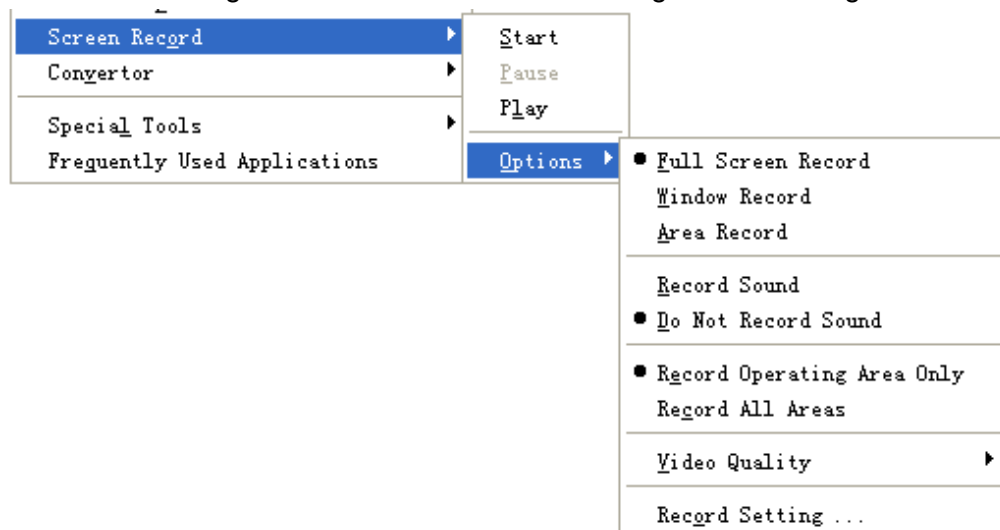 Screen Record
Convertor
Special Tools
Frequently Used Applications
Start
Pause
Play
Options
Full Screen Record
Window Record
Area Record
Record Sound
Do Not Record Sound
Record Operating Area Only
Record All Areas
Video Quality
Record Setting ...